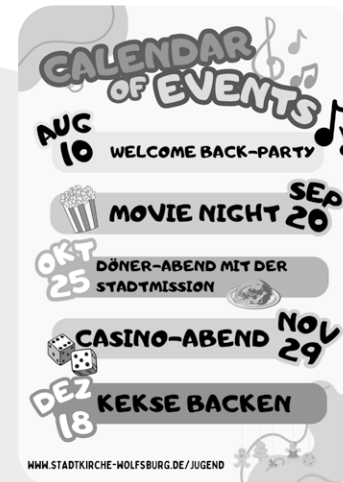 CALENDAR
OF EVENTS
AUG
10
WELCOME BACK-PARTY
MOVIE NIGHT
SEP
20
OKT
25
DÖNER-ABEND MIT DER
STADTMISSION
CASINO-ABEND
NOV
29
DEZ
18
KEKSE BACKEN
WWW.STADTKIRCHE-WOLFSBURG.DE/JUGEND